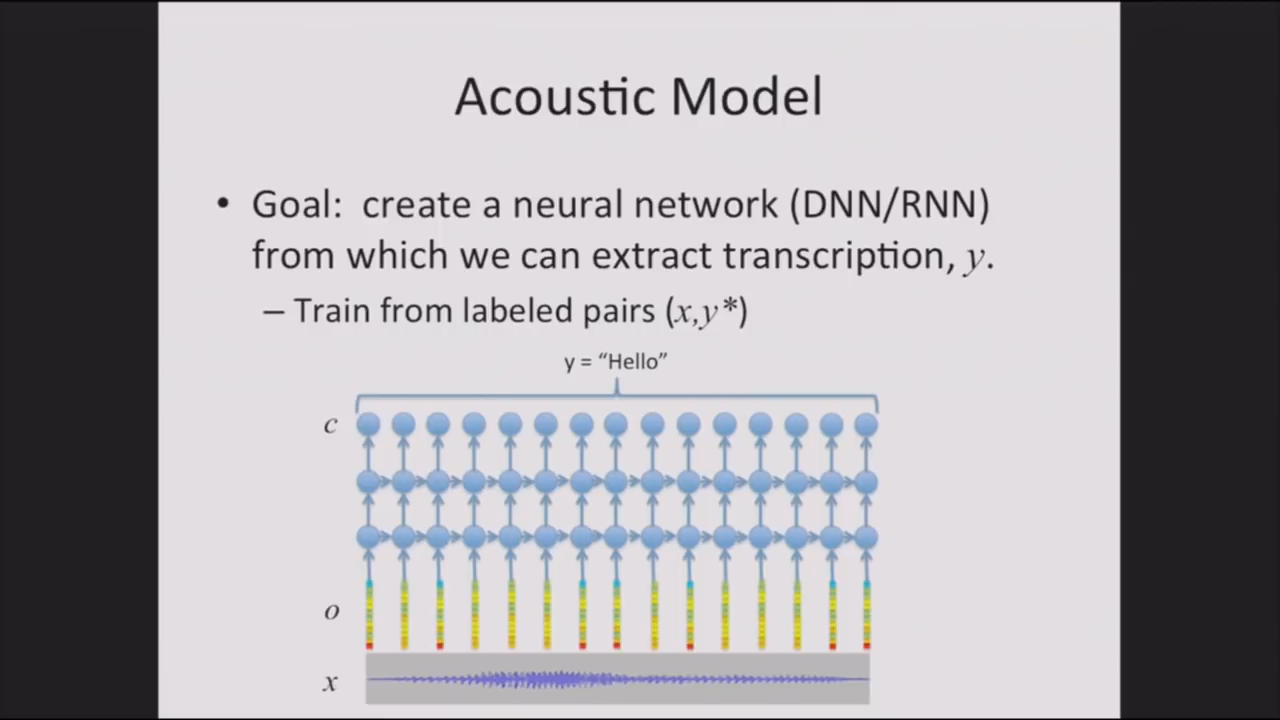 Acoustic Model
• Goal: create a neural network (DNN/RNN)
from which we can extract transcription, y.
– Train from labeled pairs (x,y*)
y = “Hello”
c
o
x